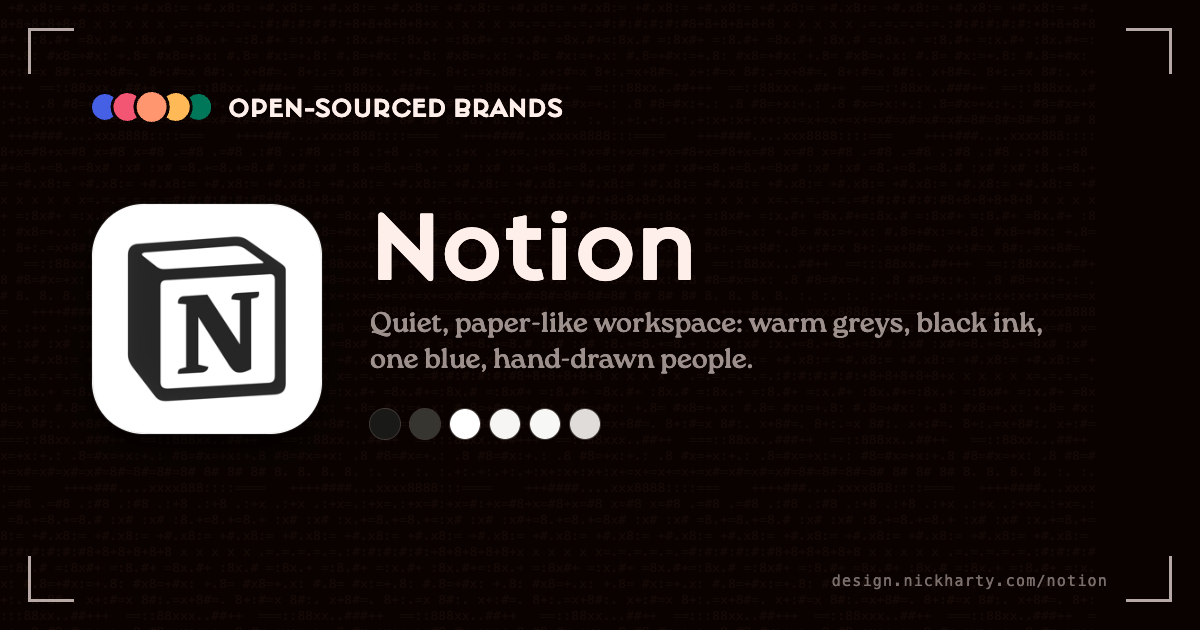 OPEN-SOURCED BRANDS
N
Notion
Quiet, paper-like workspace: warm greys, black ink,
one blue, hand-drawn people.
design.nickharty.com/notion